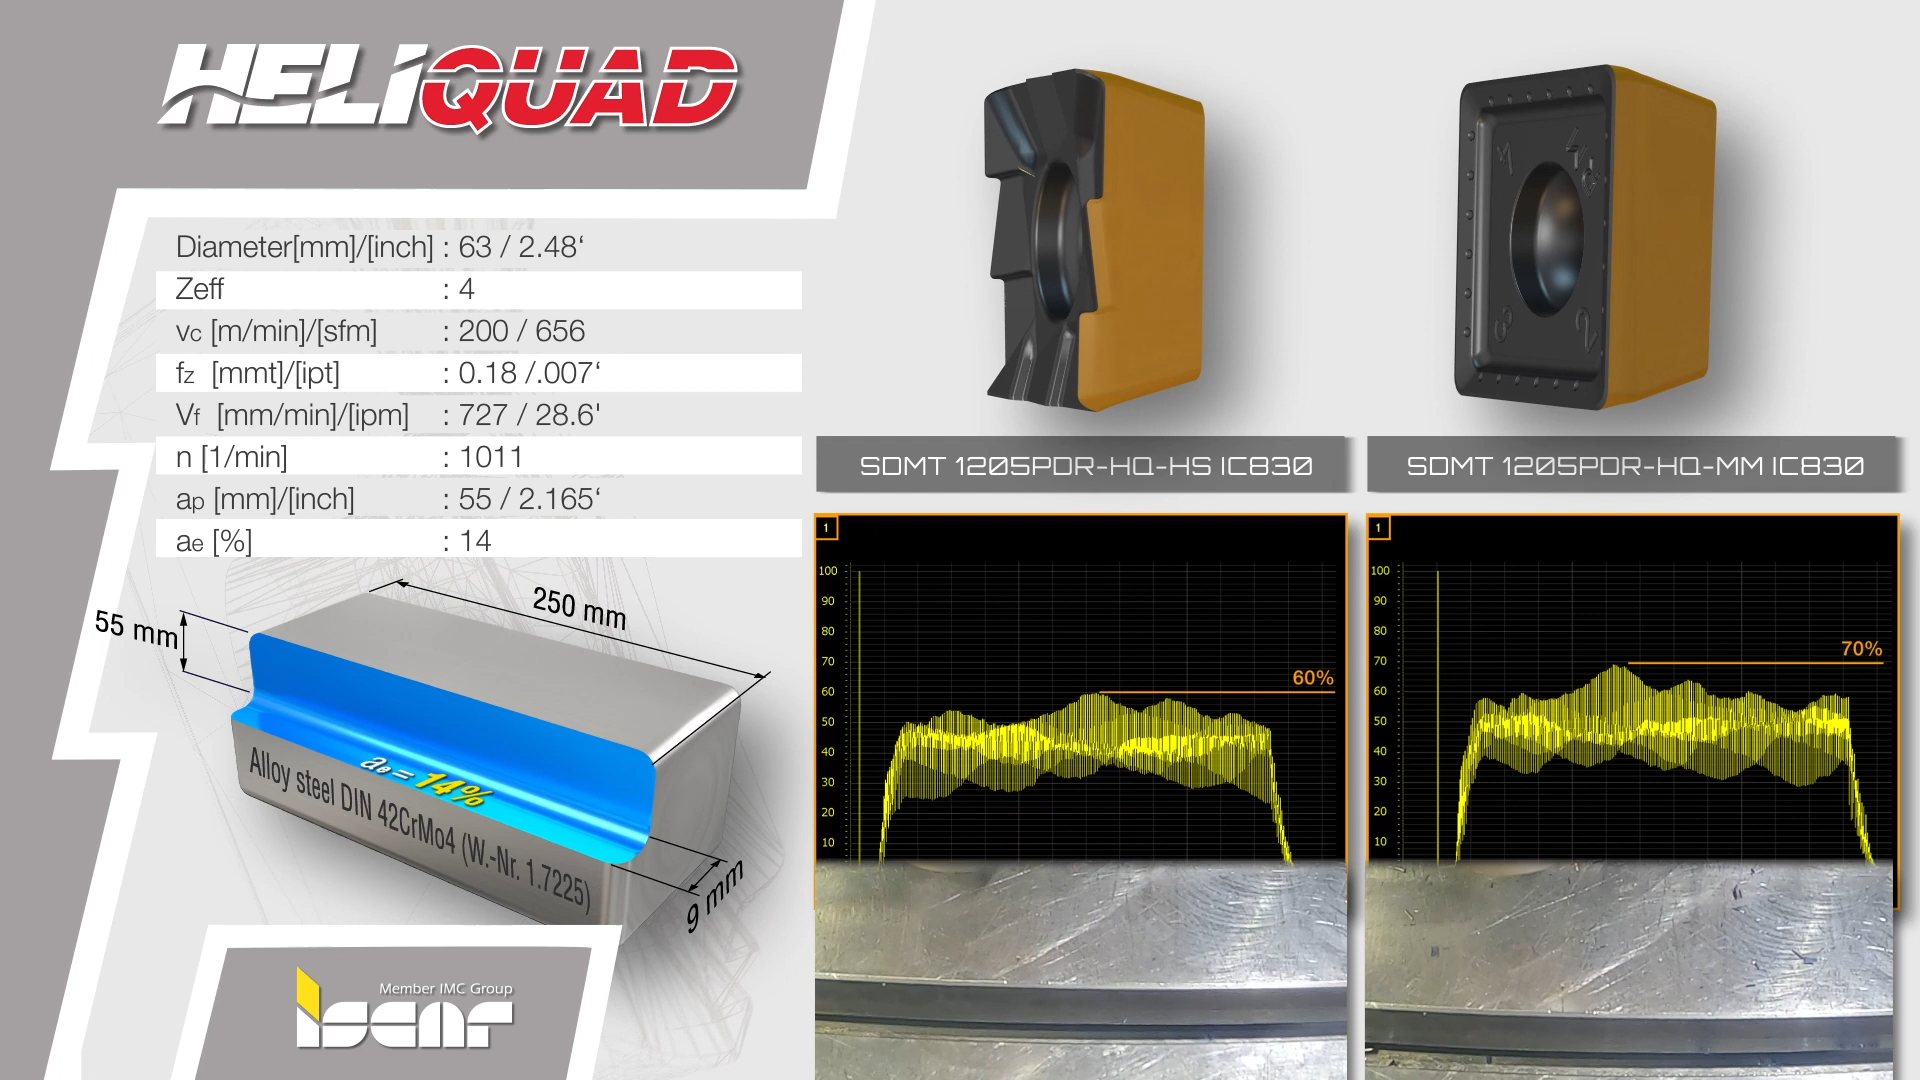 HELIQUAD
Diameter[mm]/[inch] : 63 / 2.48‘
Zeff : 4
vc [m/min]/[sfm] : 200 / 656
fz [mmt]/[ipt] : 0.18 /.007‘
Vf [mm/min]/[ipm] : 727 / 28.6'
n [1/min] : 1011
ap [mm]/[inch] : 55 / 2.165‘
ae [%] : 14
250 mm
55 mm
ae = 14%
Alloy steel DIN 42CrMo4 (W.-Nr. 1.7225)
9 mm
Member IMC Group
iscar
1
3
2
SDMT 1205PDR-HQ-HS IC830
SDMT 1205PDR-HQ-MM IC830
1
100
90
80
70
60
50
40
30
20
10
60%
1
100
90
80
70
60
50
40
30
20
10
70%